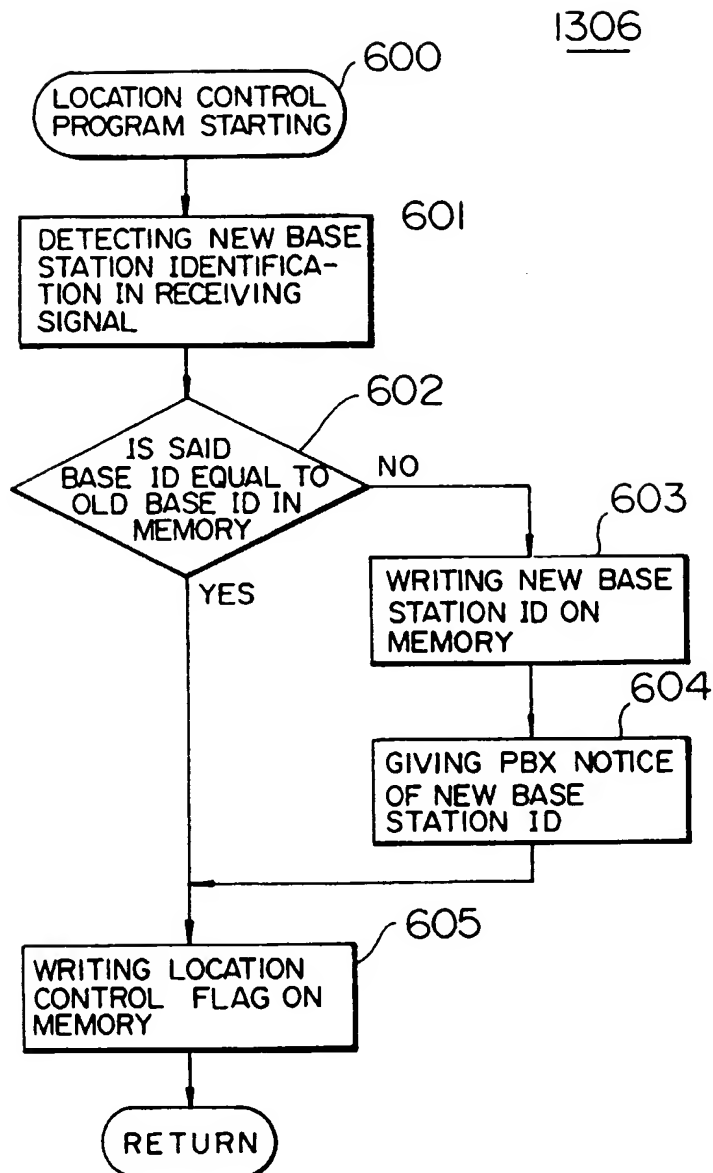 1306
600
LOCATION CONTROL
PROGRAM STARTING
601
DETECTING NEW BASE
STATION IDENTIFICA-
TION IN RECEIVING
SIGNAL
602
IS SAID
BASE ID EQUAL TO
OLD BASE ID IN
MEMORY
NO
YES
603
WRITING NEW BASE
STATION ID ON
MEMORY
604
GIVING PBX NOTICE
OF NEW BASE
STATION ID
605
WRITING LOCATION
CONTROL FLAG ON
MEMORY
RETURN